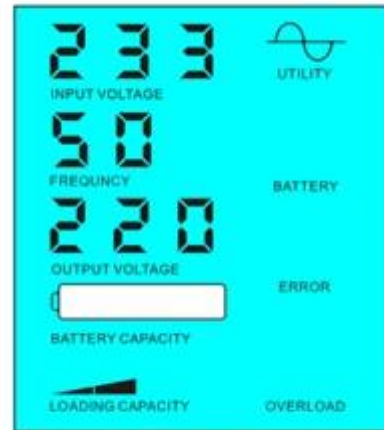 233
INPUT VOLTAGE
UTILITY
50
FREQUNCY
BATTERY
220
OUTPUT VOLTAGE
ERROR
BATTERY CAPACITY
LOADING CAPACITY
OVERLOAD